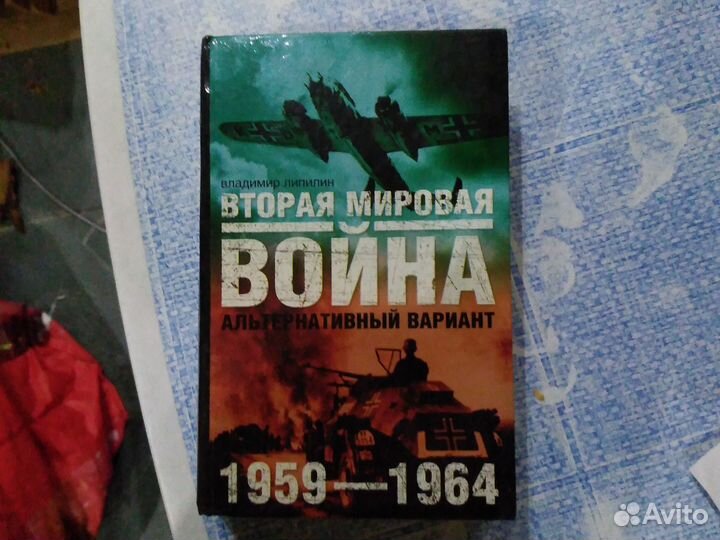 владимир липилин
ВТОРАЯ МИРОВАЯ
ВОЙНА
АЛЬТЕРНАТИВНЫЙ ВАРИАНТ
1959—1964
Avito